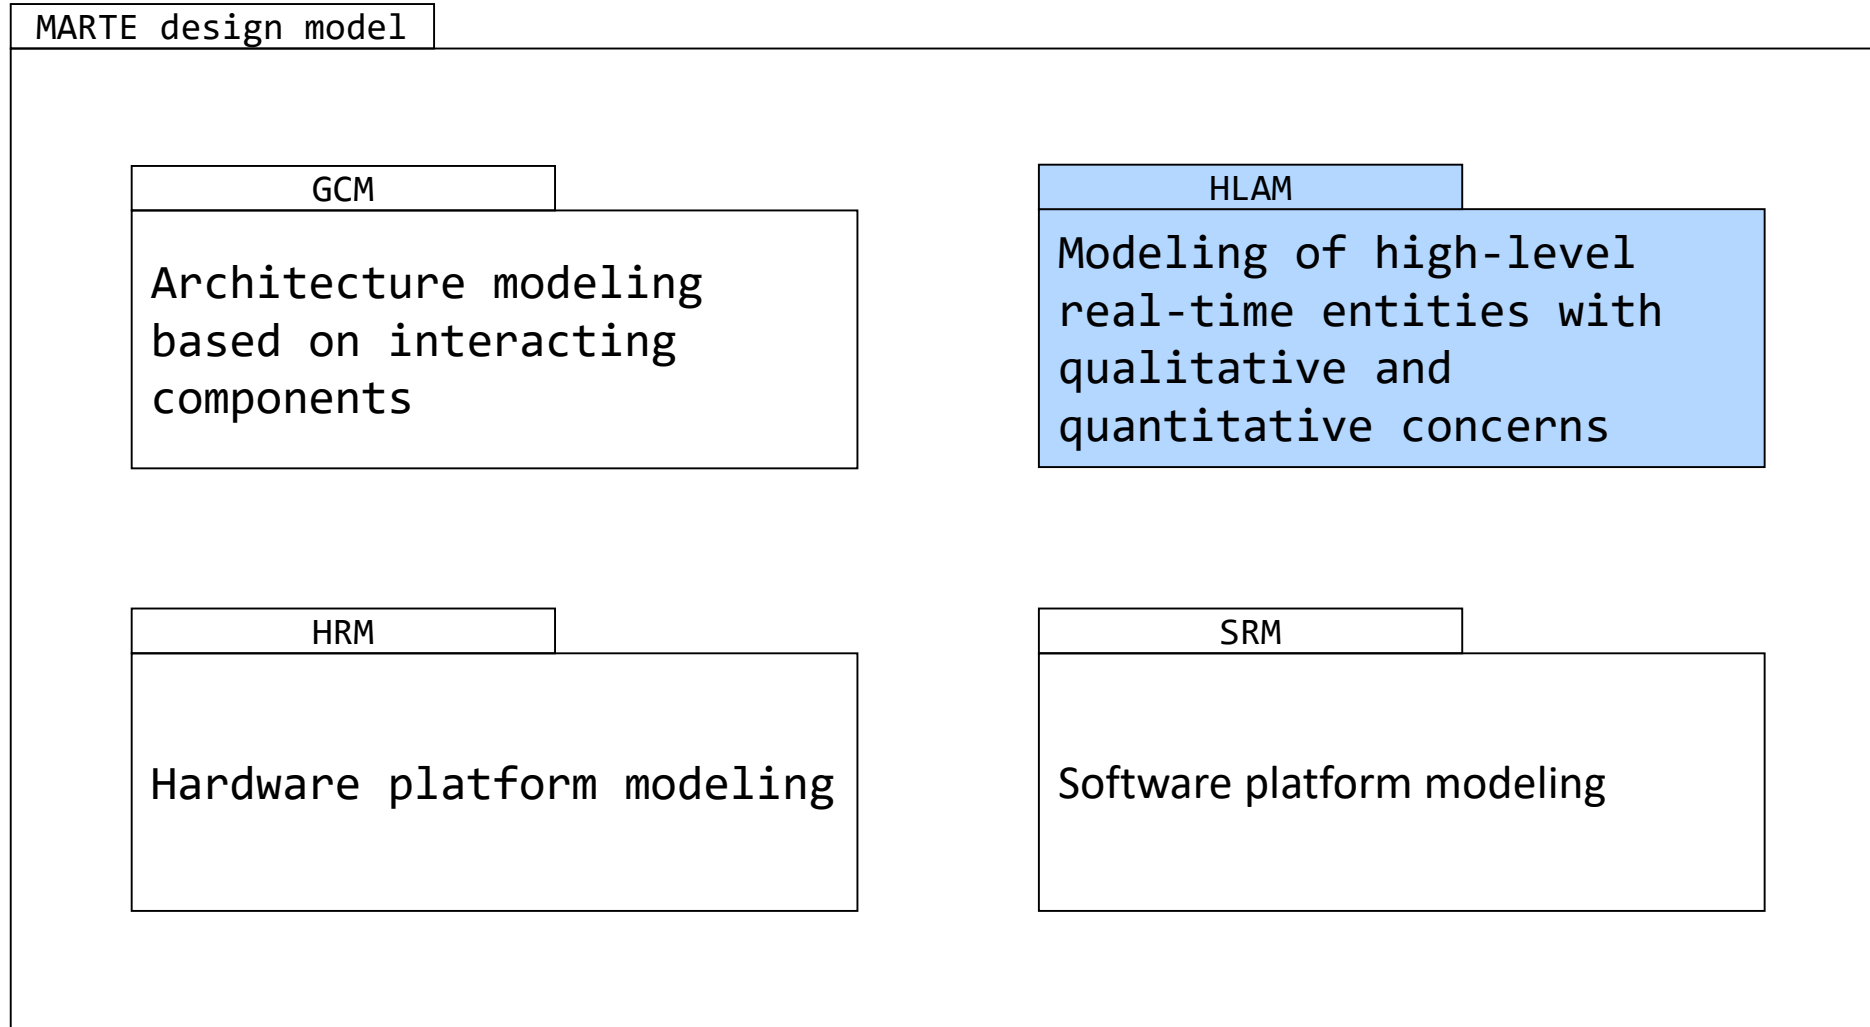 MARTE design model
GCM
Architecture modeling
based on interacting
components
HLAM
Modeling of high-level
real-time entities with
qualitative and
quantitative concerns
HRM
Hardware platform modeling
SRM
Software platform modeling